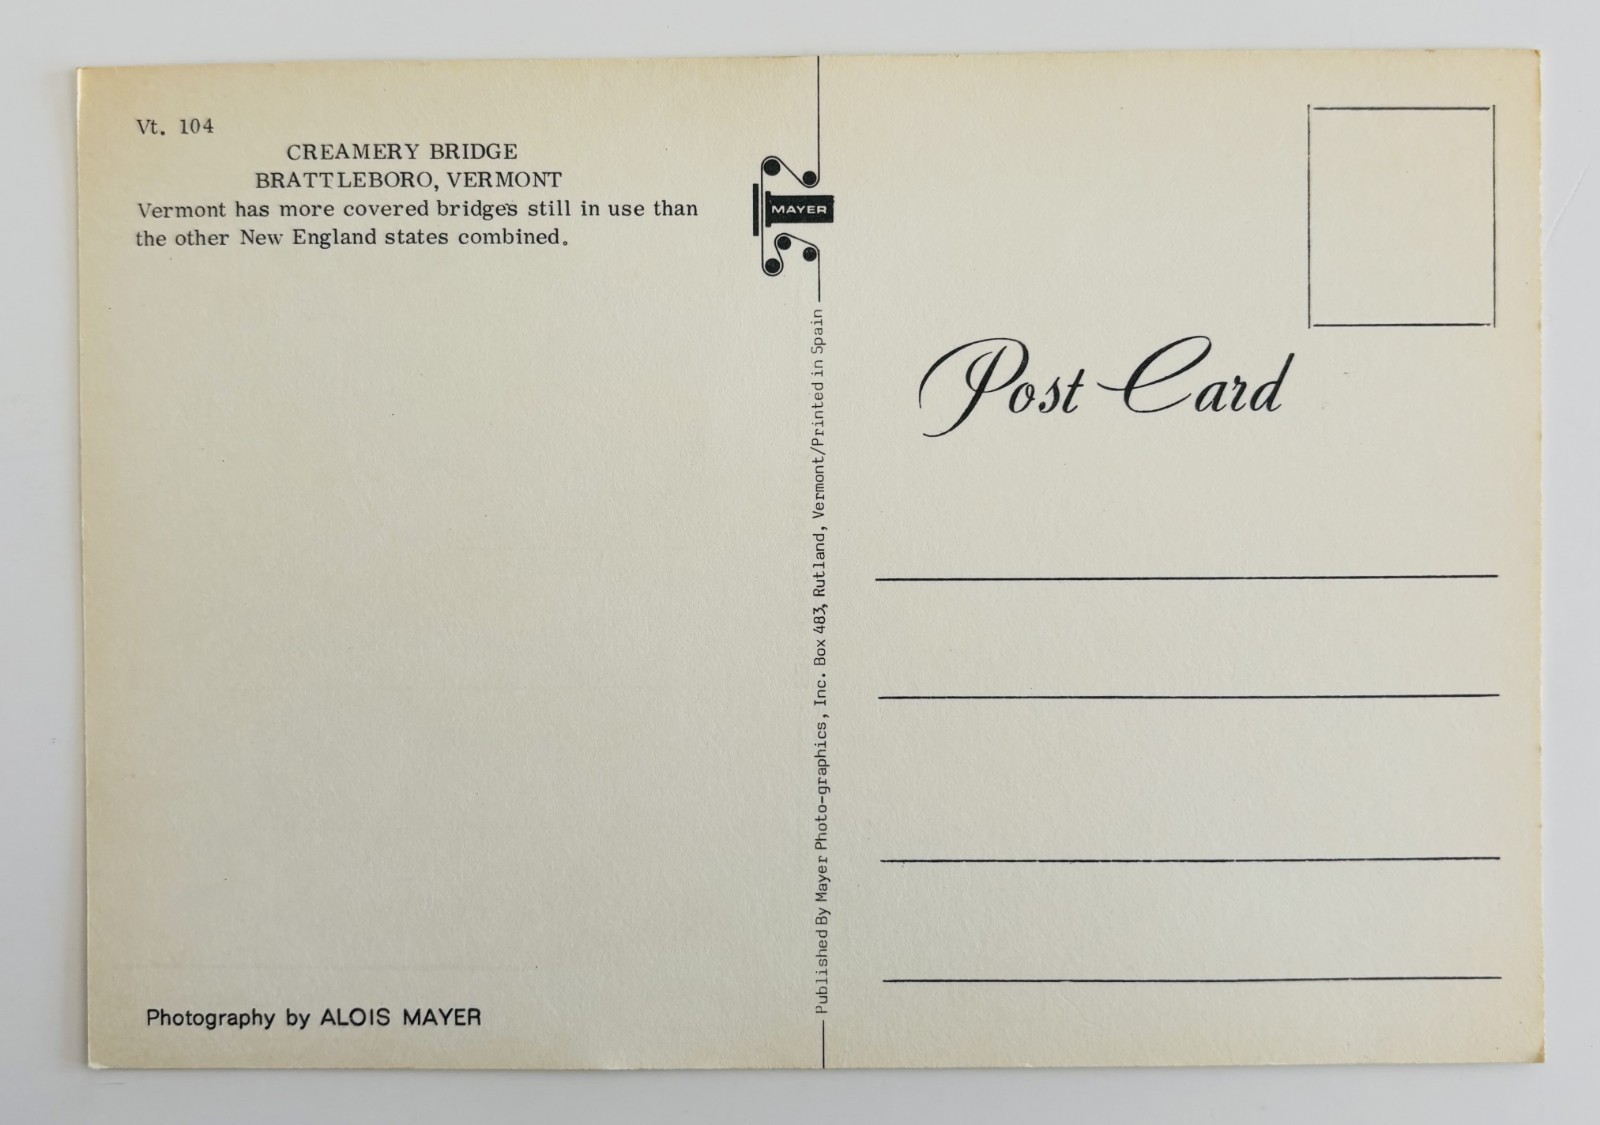 Vt. 104
CREAMERY BRIDGE
BRATTLEBORO, VERMONT
Vermont has more covered bridges still in use than
the other New England states combined.
Photography by ALOIS MAYER
MAYER
Published By Mayer Photo-graphics, Inc. Box 483, Rutland, Vermont/Printed in Spain
Post Card